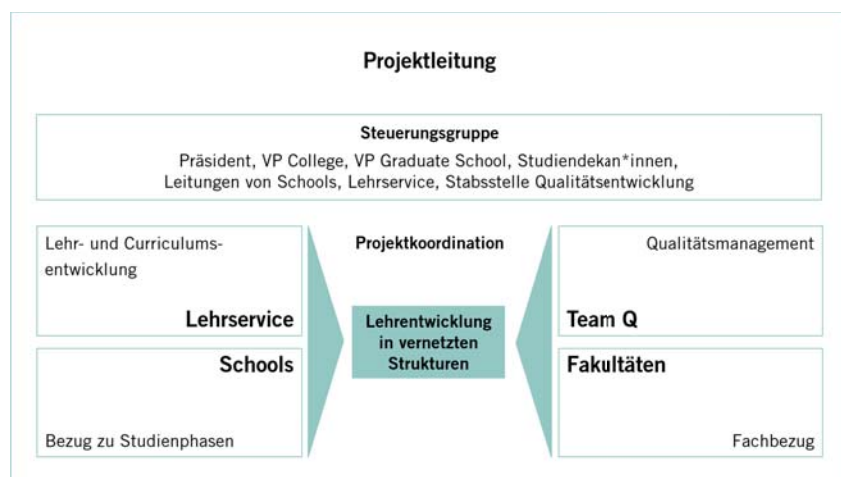 Projektleitung
Steuerungsgruppe
Präsident, VP College, VP Graduate School, Studiendekan*innen,
Leitungen von Schools, Lehrservice, Stabsstelle Qualitätsentwicklung
Lehr- und Curriculums-
entwicklung
Lehrservice
Schools
Bezug zu Studienphasen
Projektkoordination
Lehrentwicklung
in vernetzten
Strukturen
Qualitätsmanagement
Team Q
Fakultäten
Fachbezug